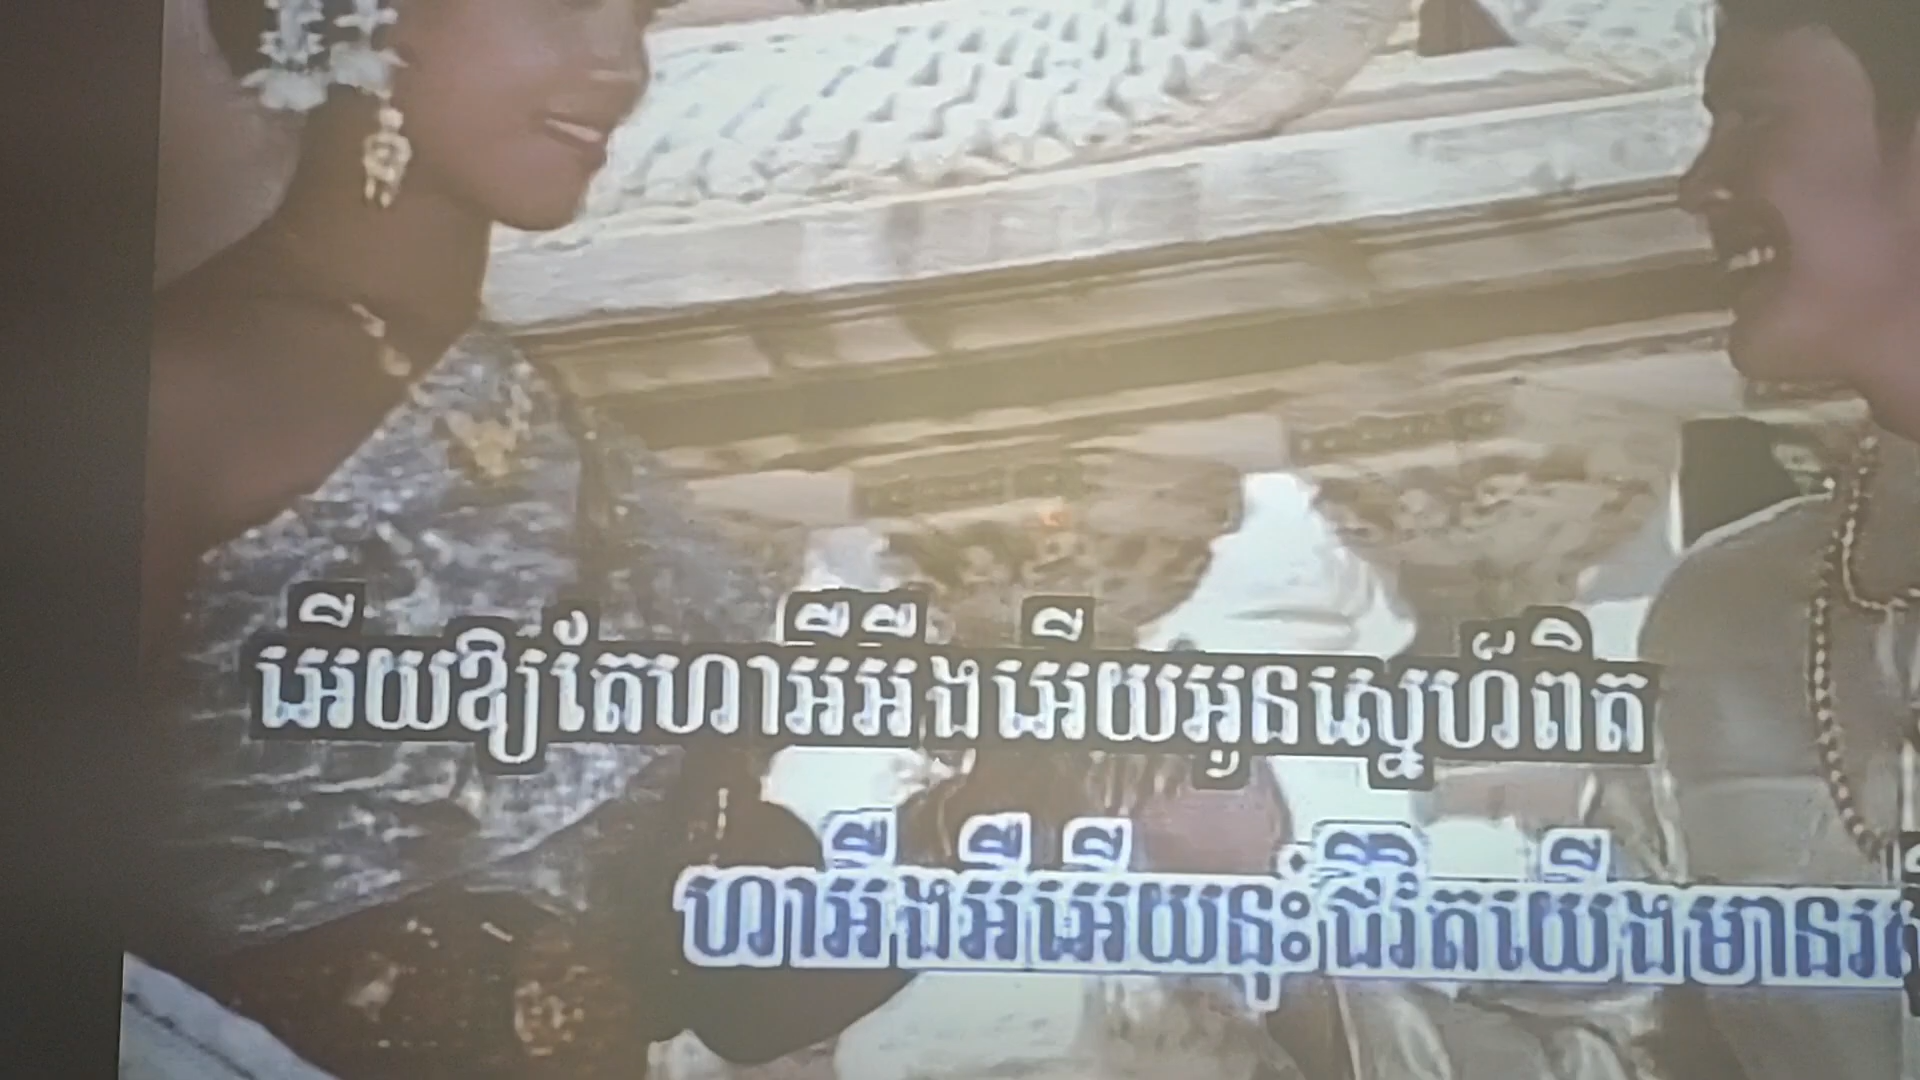 អើយឱ្យតែហាអឺអឺងអើយអូនស្នេហ៍ពិត
ហាអឺងអឺអើយនុះជីវិតយើងមាន